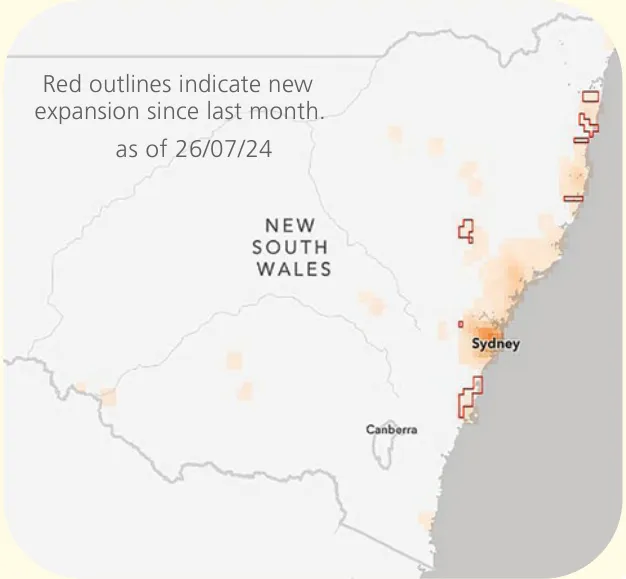 Red outlines indicate new
expansion since last month.
as of 26/07/24
NEW
SOUTH
WALES
Sydney
Canberra